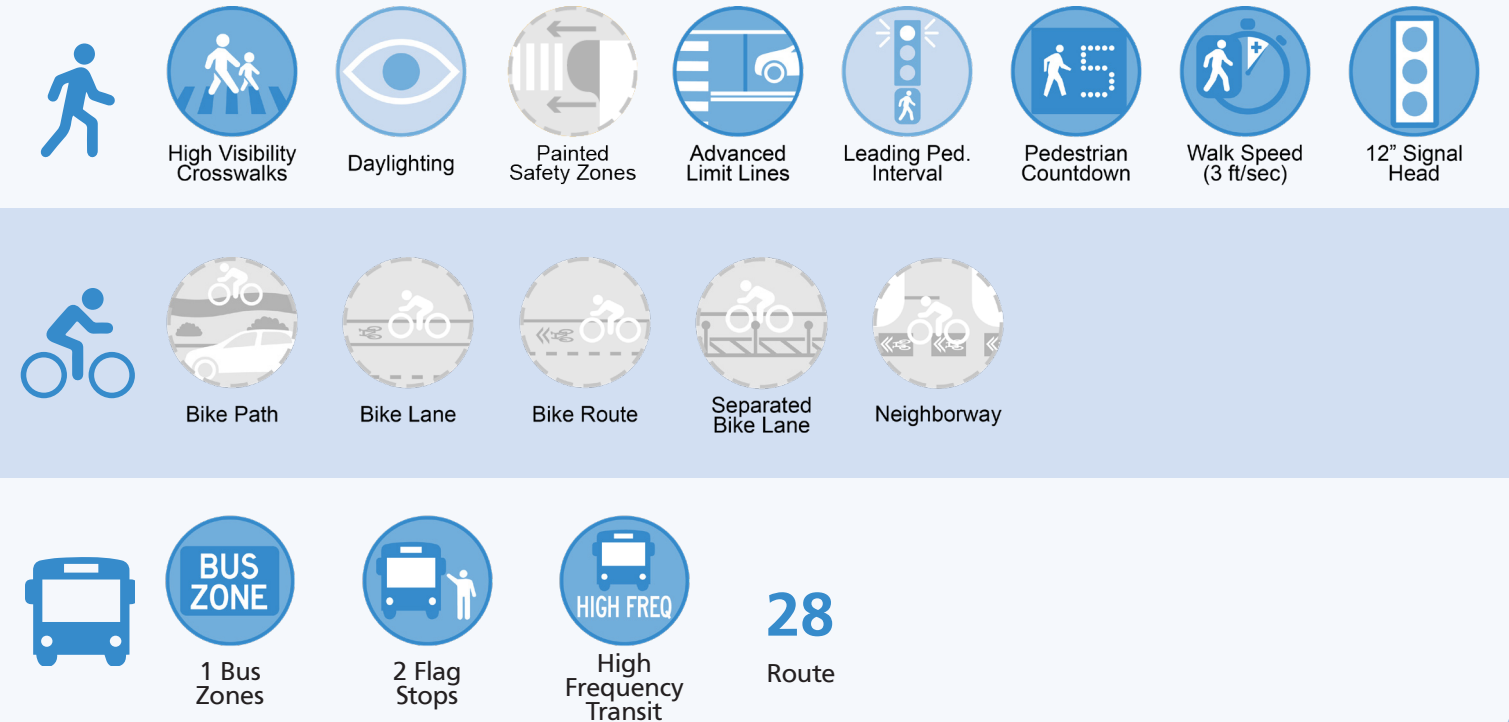 High Visibility
Crosswalks
Daylighting
Painted
Safety Zones
Advanced
Limit Lines
Leading Ped.
Interval
Pedestrian
Countdown
Walk Speed
(3 ft/sec)
12” Signal
Head
Bike Path
Bike Lane
Bike Route
Separated
Bike Lane
Neighborway
BUS
ZONE
1 Bus
Zones
2 Flag
Stops
HIGH FREQ
High
Frequency
Transit
28
Route
5